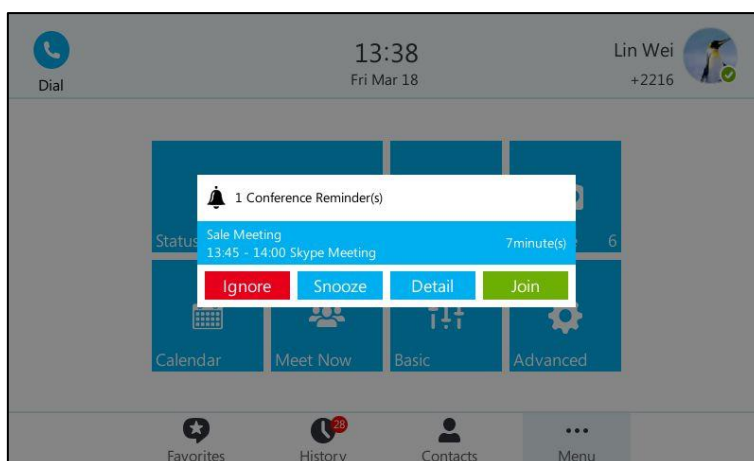 13:38
Lin Wei
Dial
Fri Mar 18
+2216
1 Conference Reminder(s)
Sale Meeting
13:45 - 14:00 Skype Meeting
7minute(s)
Status
6
Ignore
Snooze
Detail
Join
Calendar
Meet Now
Basic
Advanced
28
Favorites
History
Contacts
Menu